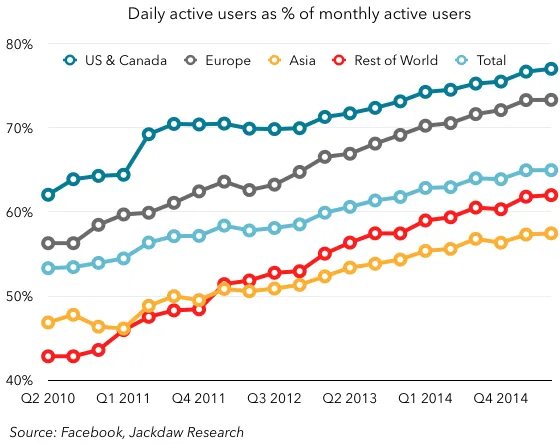 Daily active users as % of monthly active users
80%
US & Canada Europe Asia Rest of World Total
70%
60%
50%
40%
Q2 2010 Q1 2011 Q4 2011 Q3 2012 Q2 2013 Q1 2014 Q4 2014
Source: Facebook, Jackdaw Research